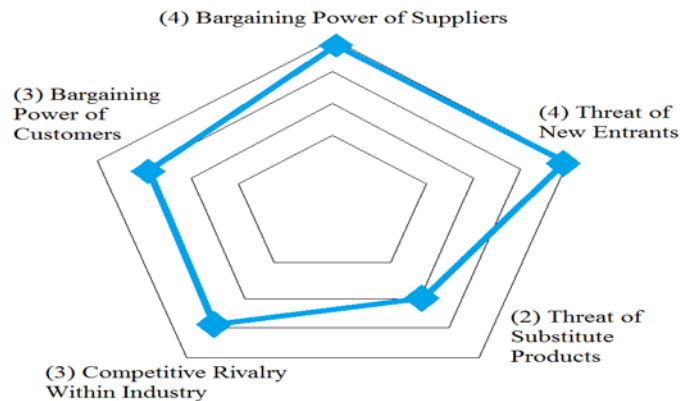 (4) Bargaining Power of Suppliers
(3) Bargaining
Power of
Customers
(4) Threat of
New Entrants
(2) Threat of
Substitute
Products
(3) Competitive Rivalry
Within Industry